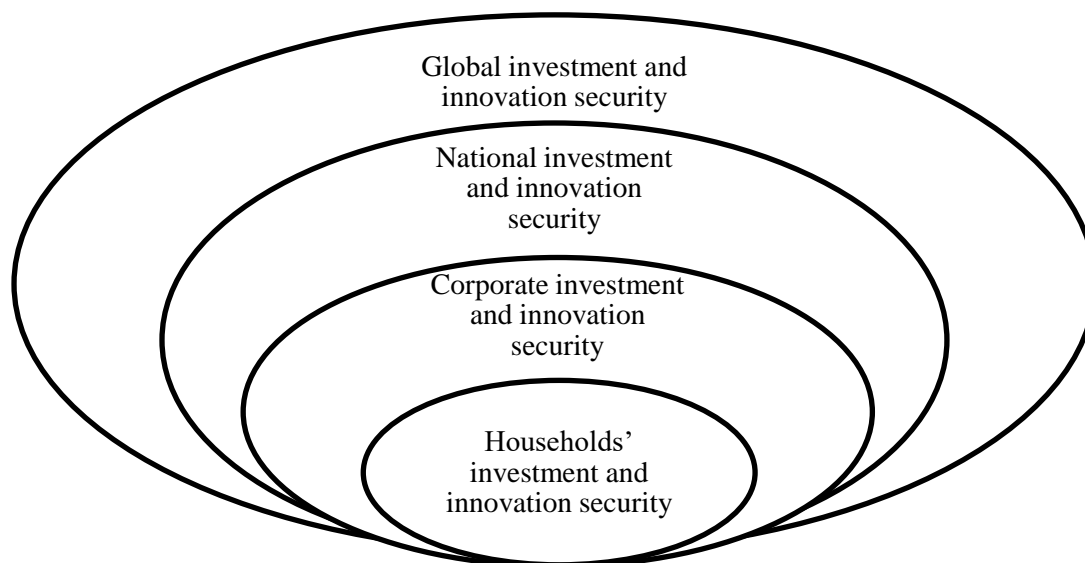 Global investment and
innovation security
National investment
and innovation
security
Corporate investment
and innovation
security
Households’
investment and
innovation security